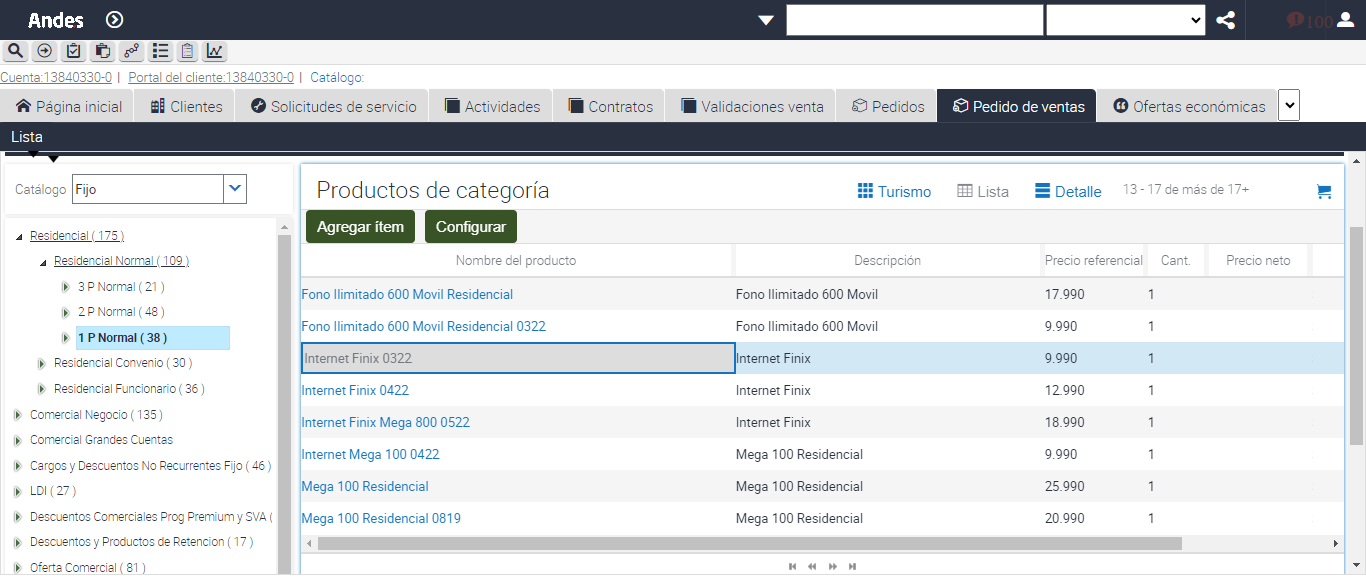 Andes
100
Cuenta:13840330-0 | Portal del cliente:13840330-0 | Catálogo:
Página inicial Clientes Solicitudes de servicio Actividades Contratos Validaciones venta Pedidos Pedido de ventas Ofertas económicas
Lista
Catálogo Fijo
Residencial ( 175 )
Residencial Normal ( 109 )
3 P Normal ( 21 )
2 P Normal ( 48 )
1 P Normal ( 38 )
Residencial Convenio ( 30 )
Residencial Funcionario ( 36 )
Comercial Negocio ( 135 )
Comercial Grandes Cuentas
Cargos y Descuentos No Recurrentes Fijo ( 46 )
LDI ( 27 )
Descuentos Comerciales Prog Premium y SVA (
Descuentos y Productos de Retencion ( 17 )
Oferta Comercial ( 81 )
Productos de categoría Turismo Lista Detalle 13 - 17 de más de 17+
Agregar ítem Configurar
Nombre del producto Descripción Precio referencial Cant. Precio neto
Fono Ilimitado 600 Movil Residencial Fono Ilimitado 600 Movil 17.990 1
Fono Ilimitado 600 Movil Residencial 0322 Fono Ilimitado 600 Movil 9.990 1
Internet Finix 0322 Internet Finix 9.990 1
Internet Finix 0422 Internet Finix 12.990 1
Internet Finix Mega 800 0522 Internet Finix 18.990 1
Internet Mega 100 0422 Mega 100 Residencial 9.990 1
Mega 100 Residencial Mega 100 Residencial 25.990 1
Mega 100 Residencial 0819 Mega 100 Residencial 20.990 1